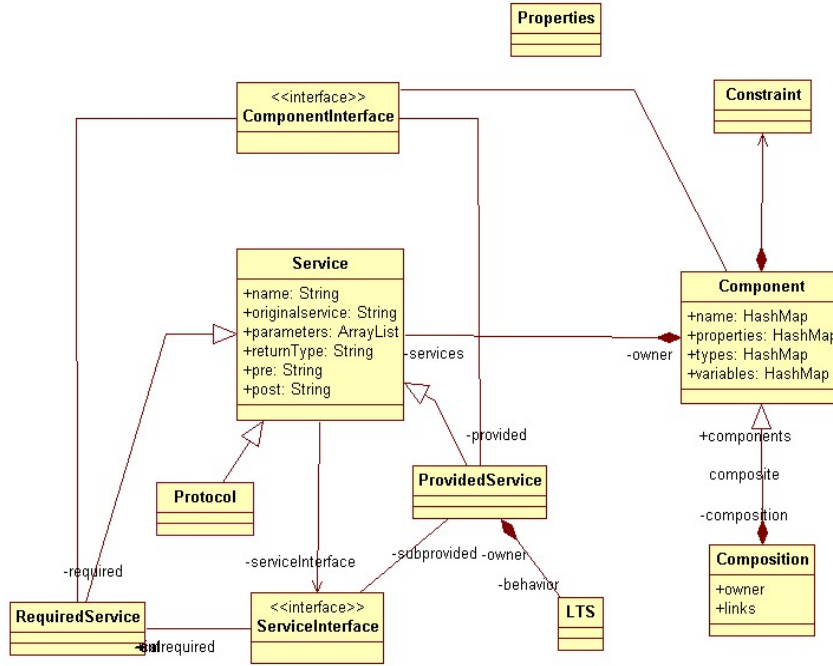 Properties
<<interface>>
ComponentInterface
Constraint
Service
+name: String
+originalservice: String
+parameters: ArrayList
+returnType: String
+pre: String
+post: String
-services
-owner
Component
+name: HashMap
+properties: HashMap
+types: HashMap
+variables: HashMap
-provided
+components
composite
-composition
Protocol
ProvidedService
-serviceInterface
-subprovided
-owner
-behavior
Composition
+owner
+links
-required
RequiredService
<<interface>>
ServiceInterface
LTS